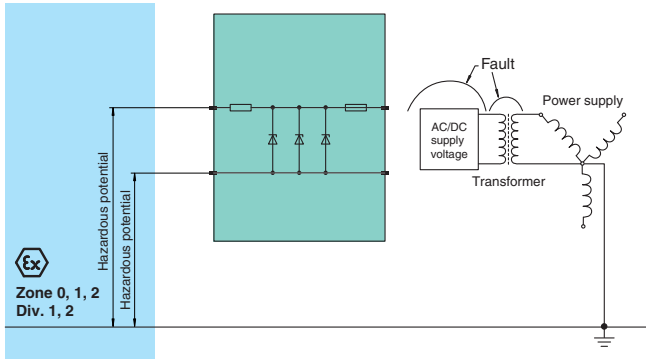 Fault
Power supply
AC/DC
supply
voltage
Transformer
Hazardous potential
Hazardous potential
Ex
Zone 0, 1, 2
Div. 1, 2